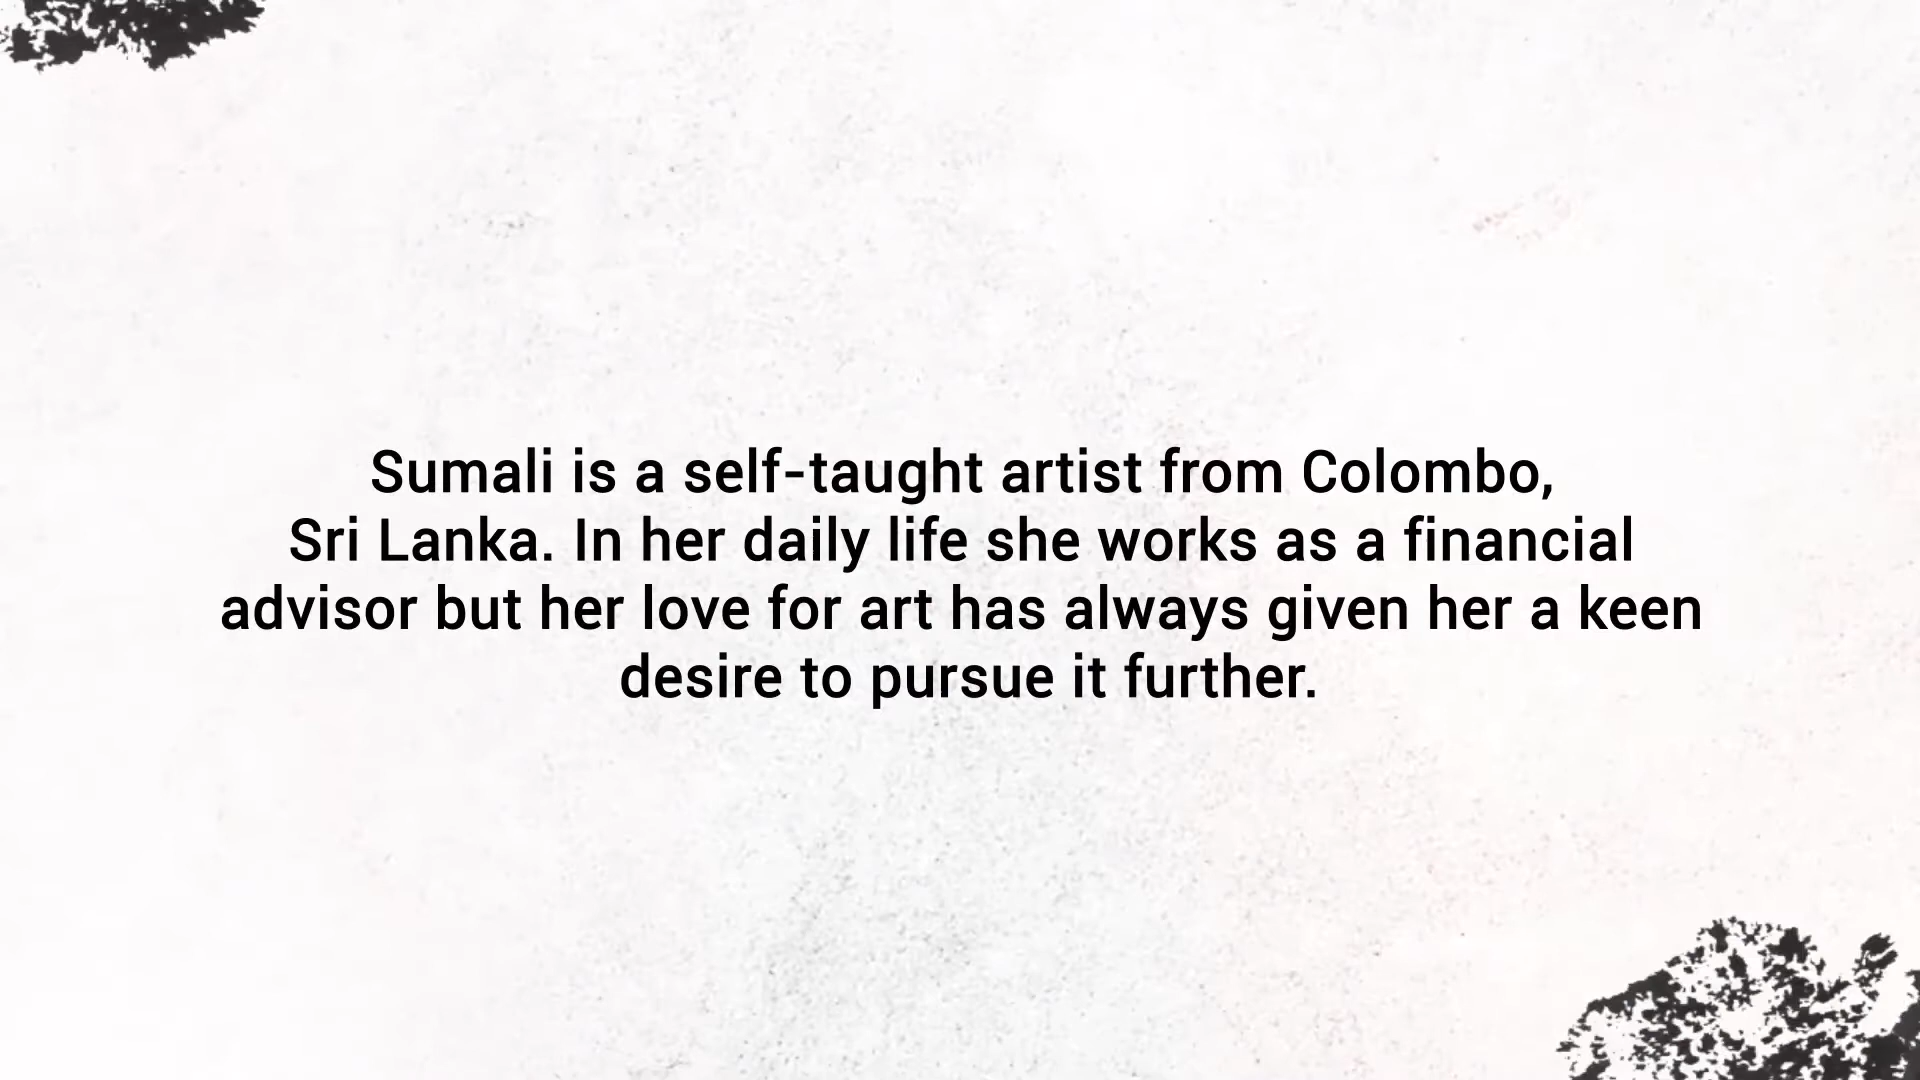 Sumali is a self-taught artist from Colombo,
Sri Lanka. In her daily life she works as a financial
advisor but her love for art has always given her a keen
desire to pursue it further.